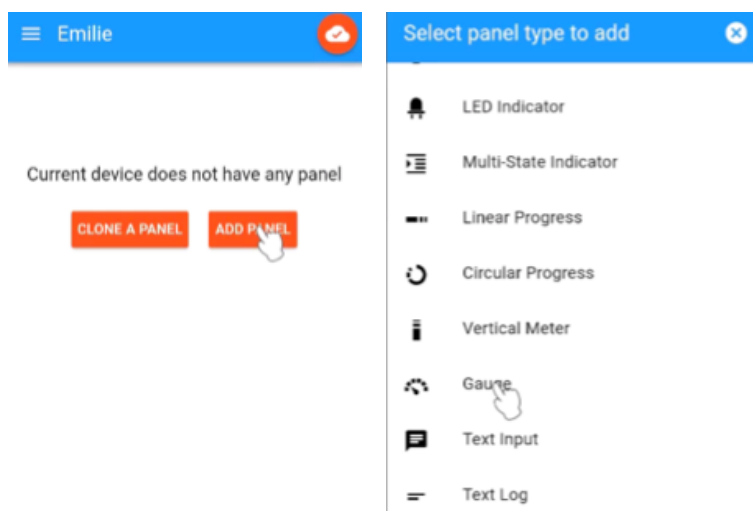 Emilie
Current device does not have any panel
CLONE A PANEL
ADD PANEL
Select panel type to add
LED Indicator
Multi-State Indicator
Linear Progress
Circular Progress
Vertical Meter
Gauge
Text Input
Text Log